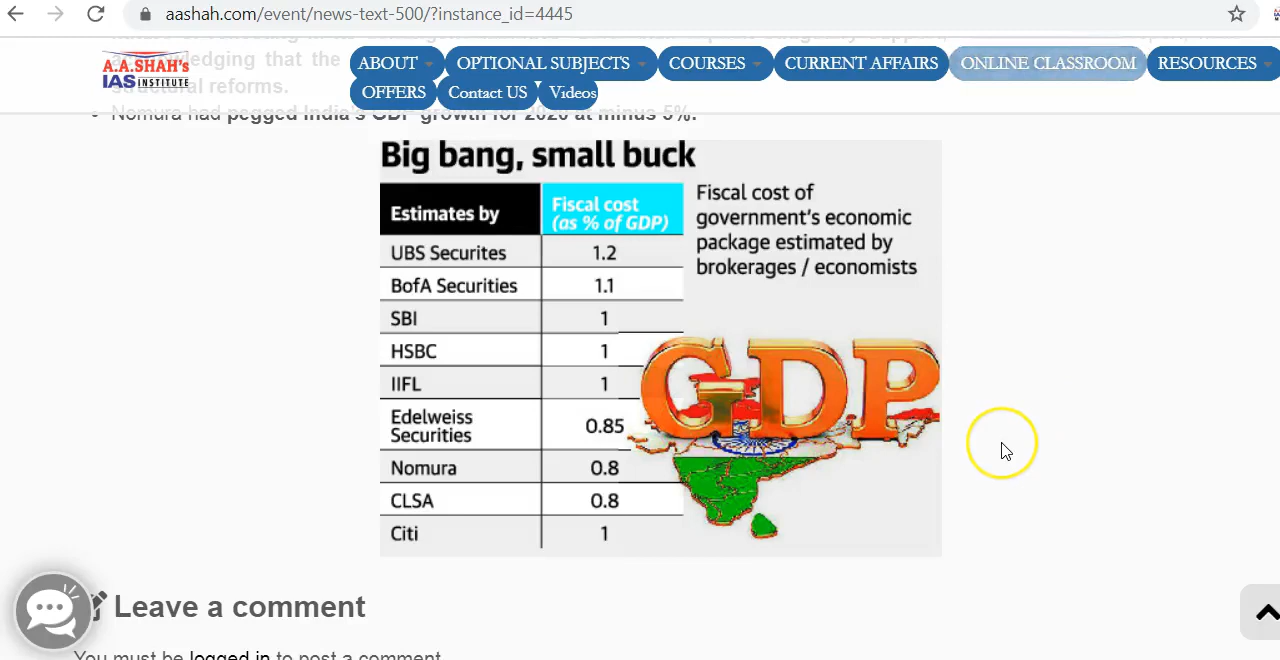 aashah.com/event/news-text-500/?instance_id=4445
A.A.SHAH's
IAS INSTITUTE
ABOUT
OPTIONAL SUBJECTS
COURSES
CURRENT AFFAIRS
ONLINE CLASSROOM
RESOURCES
OFFERS
Contact US
Videos
that the
structural reforms.
Nomura had pegged India's GDP growth for 2020 at minus 5%.
Big bang, small buck
Estimates by Fiscal cost (as % of GDP)
UBS Securites 1.2
BofA Securities 1.1
SBI 1
HSBC 1
IIFL 1
Edelweiss Securities 0.85
Nomura 0.8
CLSA 0.8
Citi 1
Fiscal cost of
government's economic
package estimated by
brokerages / economists
GDP
Leave a comment
You must be logged in to post a comment.